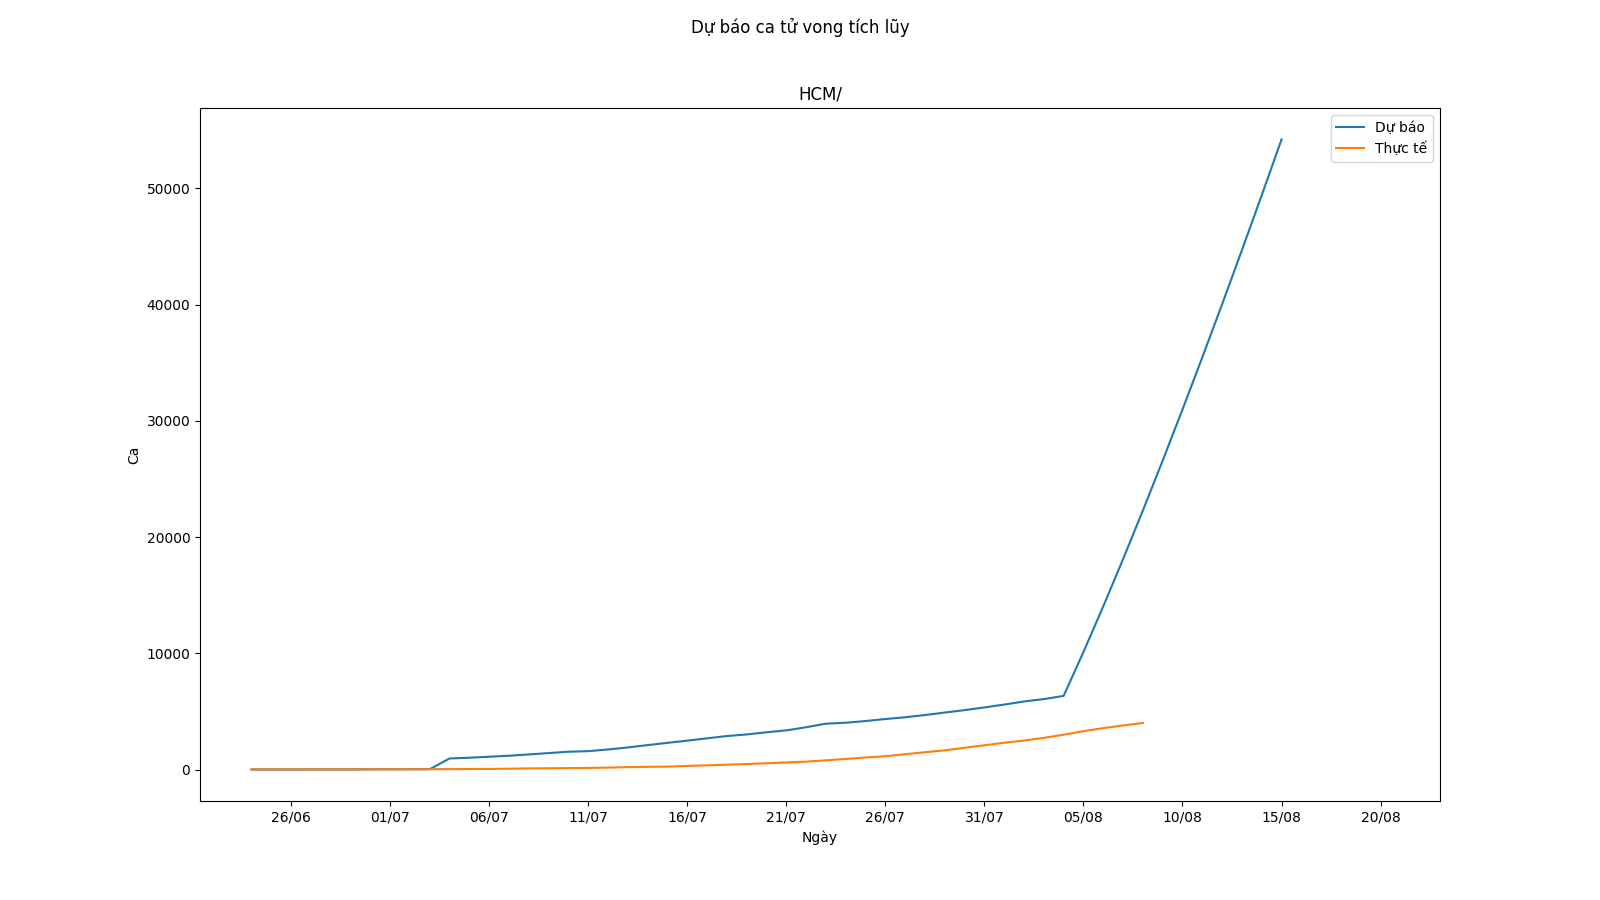 Dự báo ca tử vong tích lũy
HCM/
Dự báo
Thực tế
50000
40000
30000
20000
10000
0
Ca
26/06 01/07 06/07 11/07 16/07 21/07 26/07 31/07 05/08 10/08 15/08 20/08
Ngày